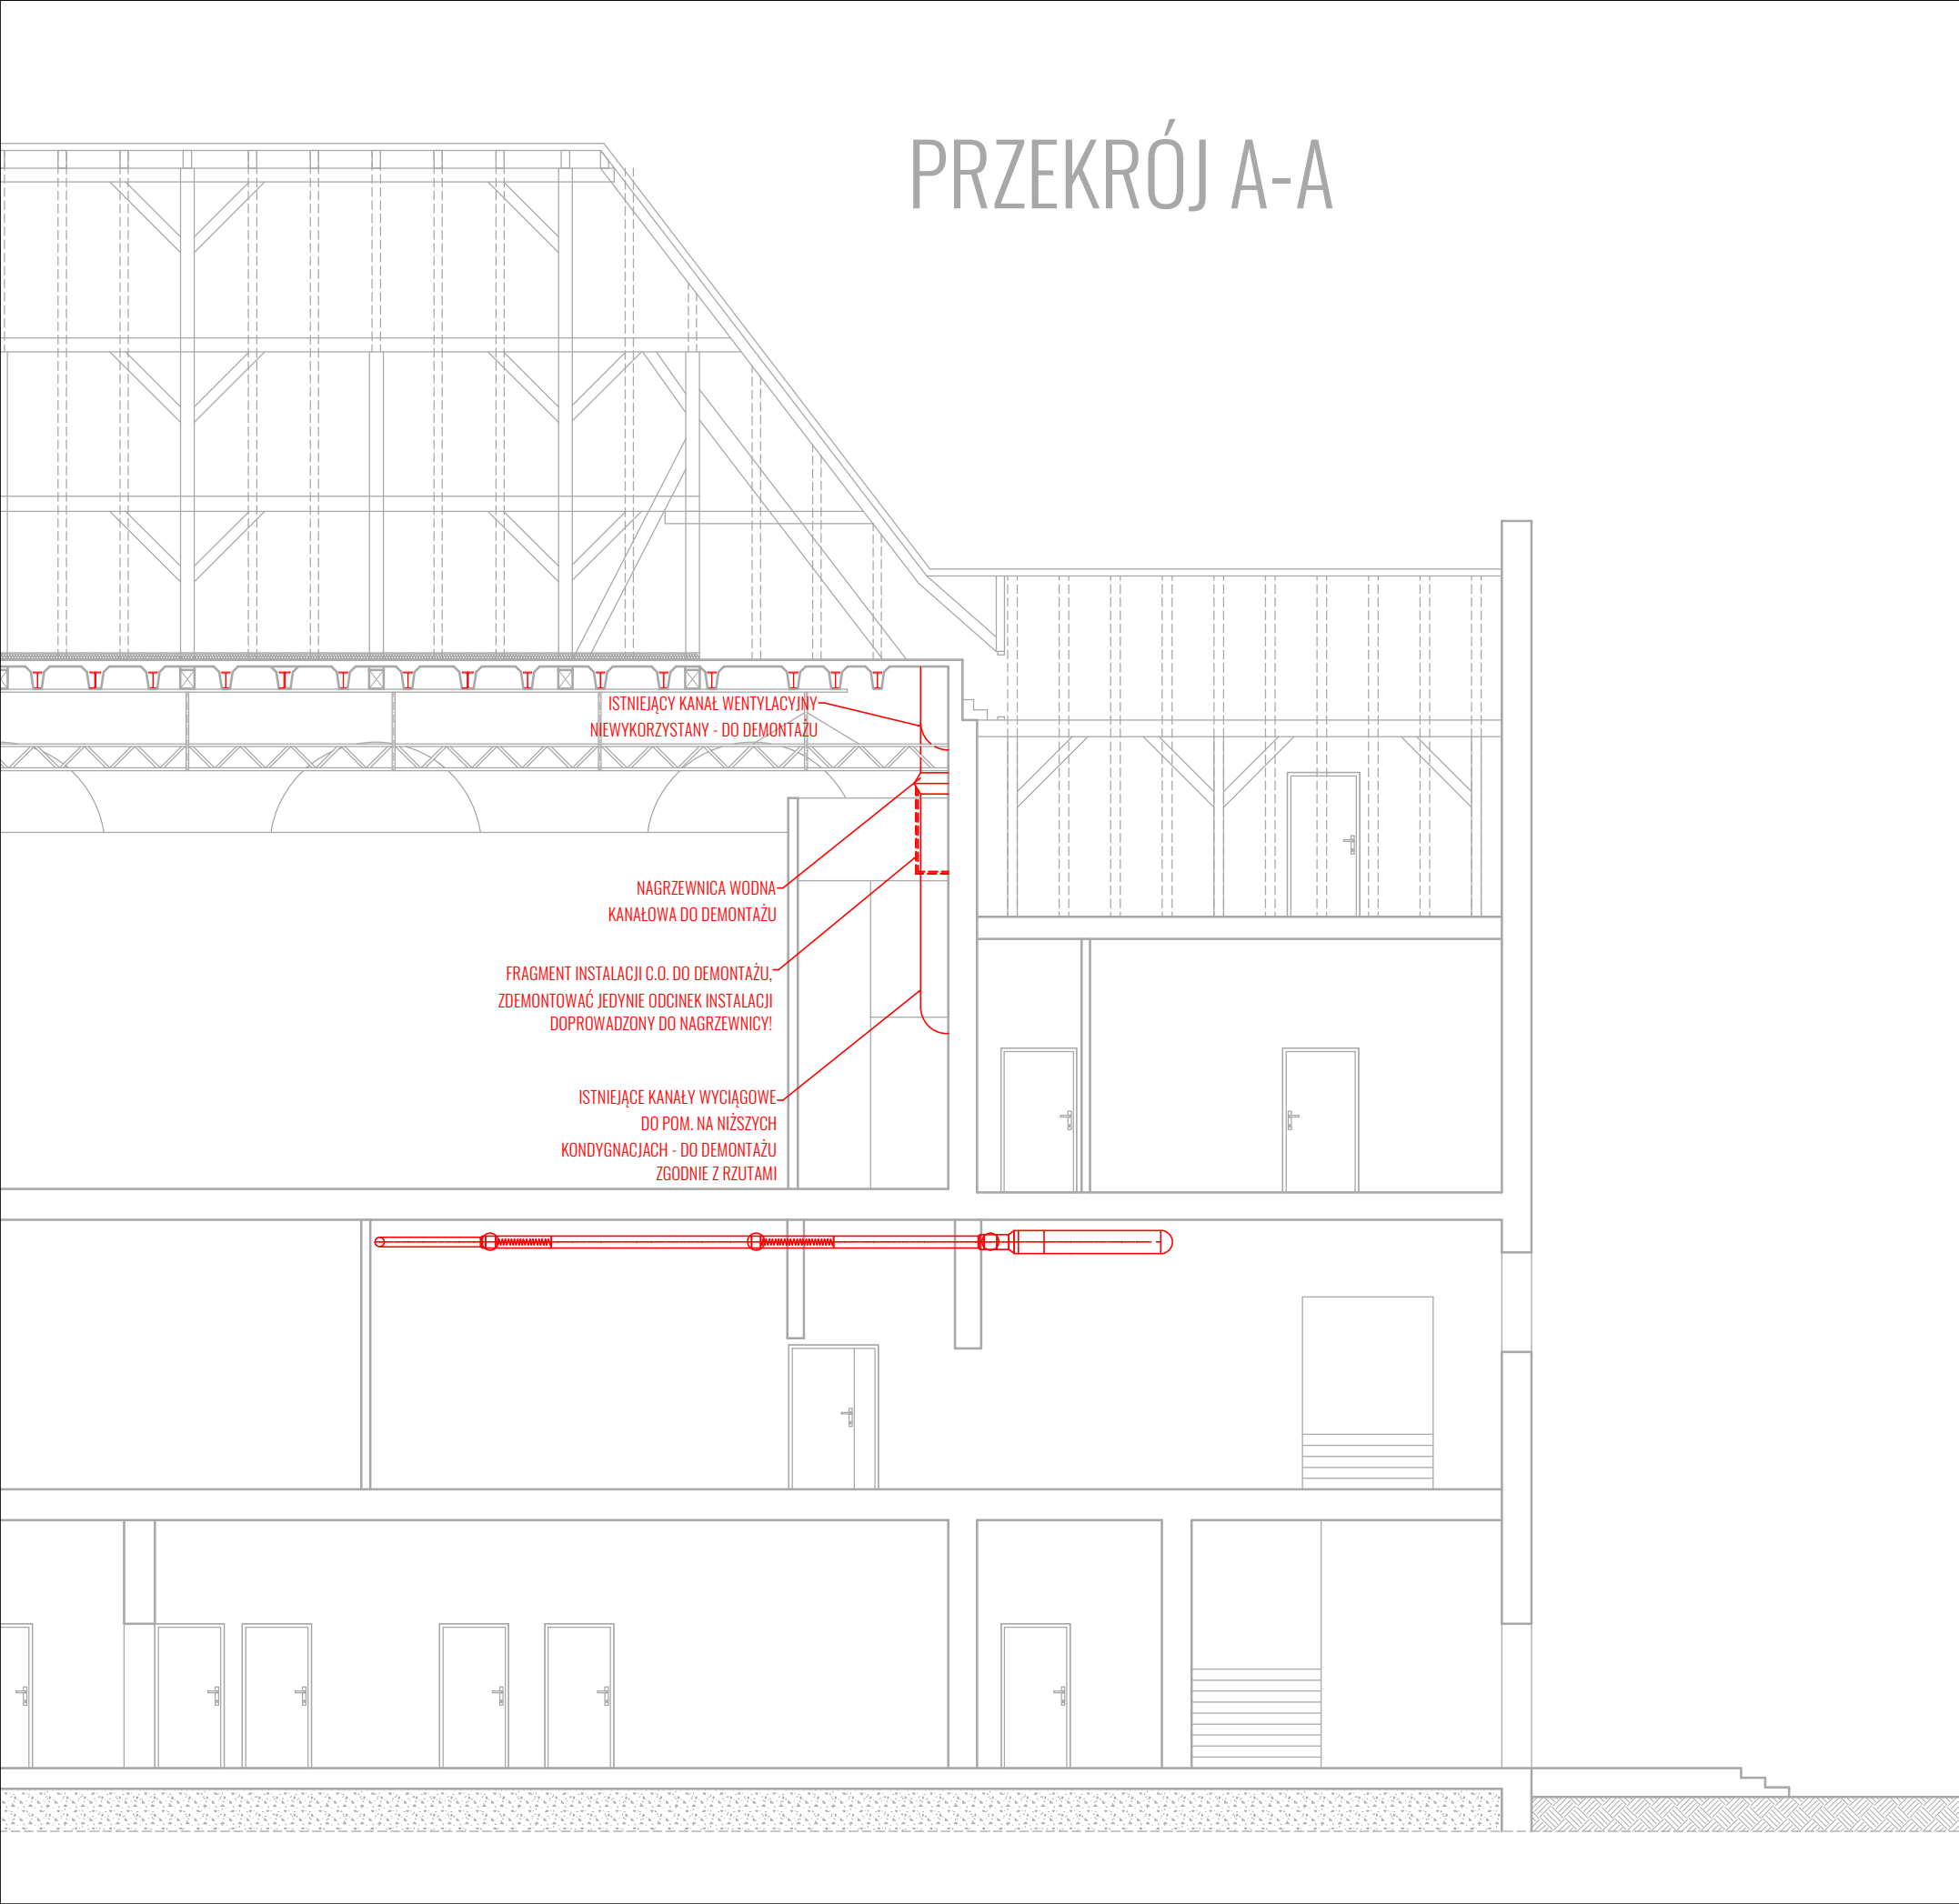 PRZEKRÓJ A-A
ISTNIEJĄCY KANAŁ WENTYLACYJNY
NIEWYKORZYSTANY - DO DEMONTAŻU
NAGRZEWNICA WODNA
KANAŁOWA DO DEMONTAŻU
FRAGMENT INSTALACJI C.O. DO DEMONTAŻU,
ZDEMONTOWAĆ JEDYNIE ODCINEK INSTALACJI
DOPROWADZONY DO NAGRZEWNICY!
ISTNIEJĄCE KANAŁY WYCIĄGOWE
DO POM. NA NIŻSZYCH
KONDYGNACJACH - DO DEMONTAŻU
ZGODNIE Z RZUTAMI